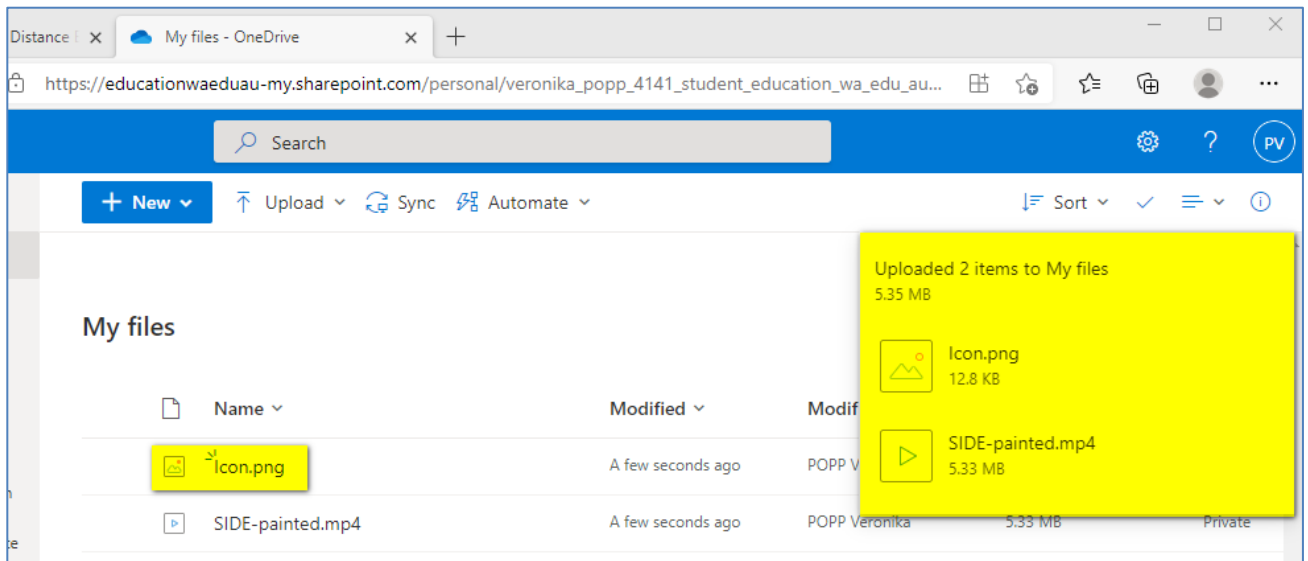 Distance E
My files - OneDrive
https://educationwaeduau-my.sharepoint.com/personal/veronika_popp_4141_student_education_wa_edu_au...
Search
?
PV
+ New
Upload
Sync
Automate
Sort
Uploaded 2 items to My files
5.35 MB
My files
Icon.png
12.8 KB
Name
Modified
Modif
SIDE-painted.mp4
5.33 MB
Icon.png
A few seconds ago
POPP V
SIDE-painted.mp4
A few seconds ago
POPP Veronika
5.33 MB
Private